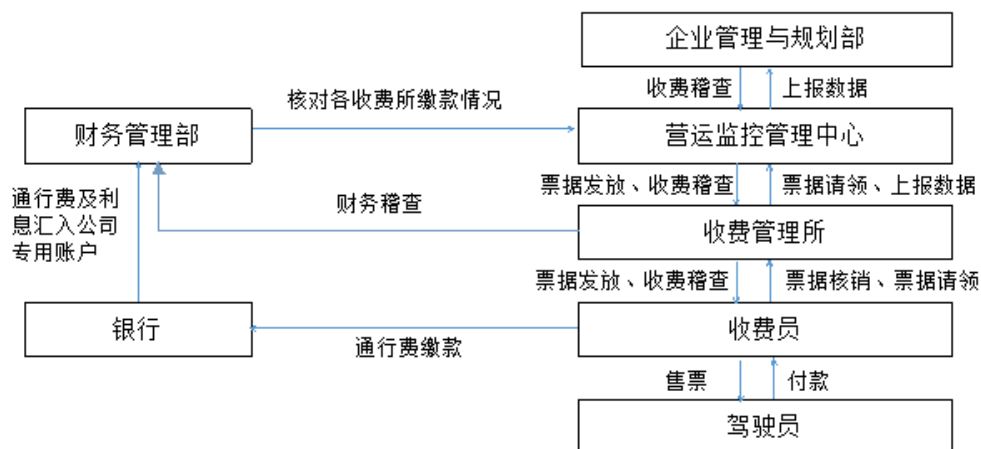 企业管理与规划部
收费稽查
上报数据
核对各收费所缴款情况
财务管理部
营运监控管理中心
通行费及利
息汇入公司
专用账户
票据发放、收费稽查
票据请领、上报数据
财务稽查
收费管理所
票据发放、收费稽查
票据核销、票据请领
银行
收费员
通行费缴款
售票
付款
驾驶员